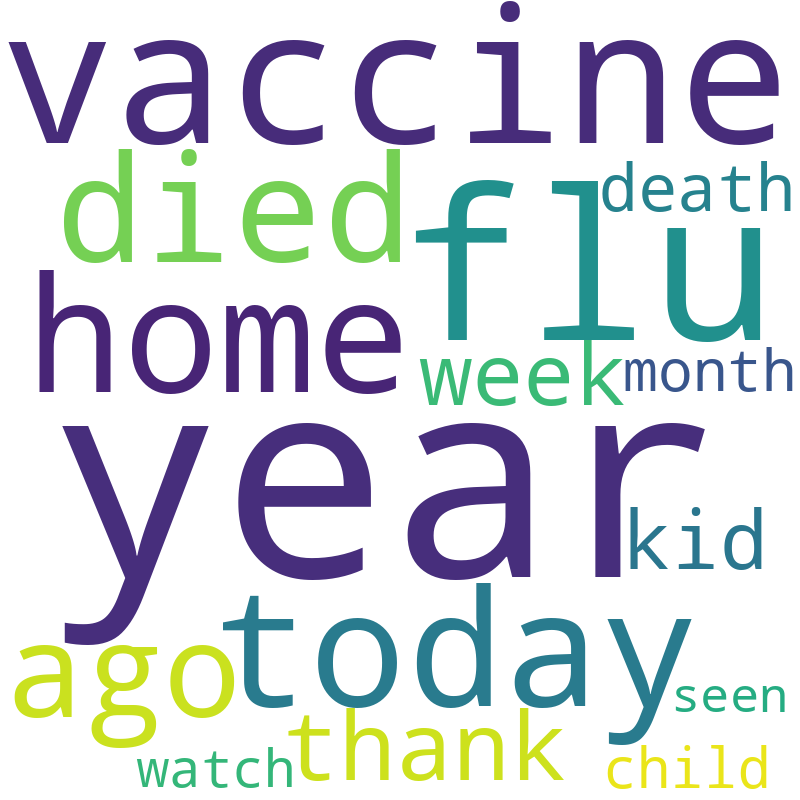 vaccine
died death
flu
home
week month
year
kid
today
ago
seen
thank
watch child